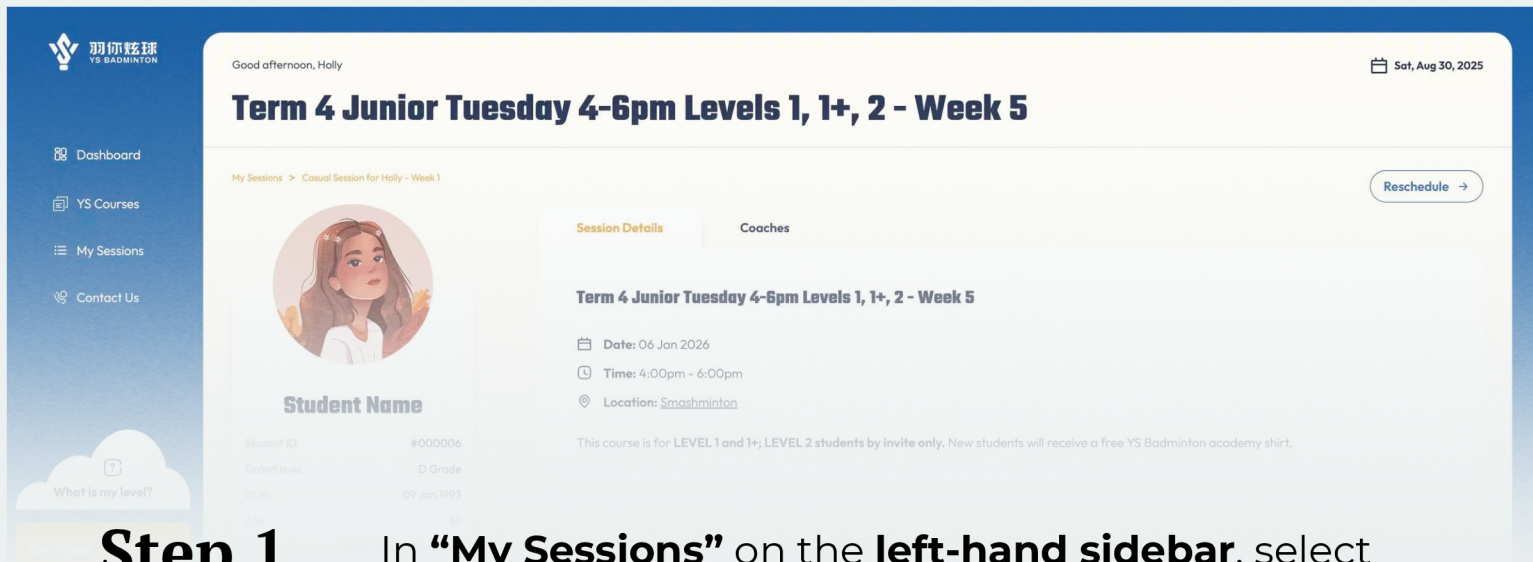 羽你炫球
YS BADMINTON
Good afternoon, Holly
Sat, Aug 30, 2025
Term 4 Junior Tuesday 4-6pm Levels 1, 1+, 2 - Week 5
Dashboard
YS Courses
My Sessions
Contact Us
My Sessions > Casual Session for Holly - Week 1
Reschedule →
Session Details
Coaches
Term 4 Junior Tuesday 4-6pm Levels 1, 1+, 2 - Week 5
Date: 06 Jan 2026
Time: 4:00pm - 6:00pm
Location: Smashminton
This course is for LEVEL 1 and 1+; LEVEL 2 students by invite only. New students will receive a free YS Badminton academy shirt.
Student Name
Student ID #000006
Grand level D Grade
DOB 09 Jan 1993
Age 32
?
What is my level?
Step 1
In “My Sessions” on the left-hand sidebar, select